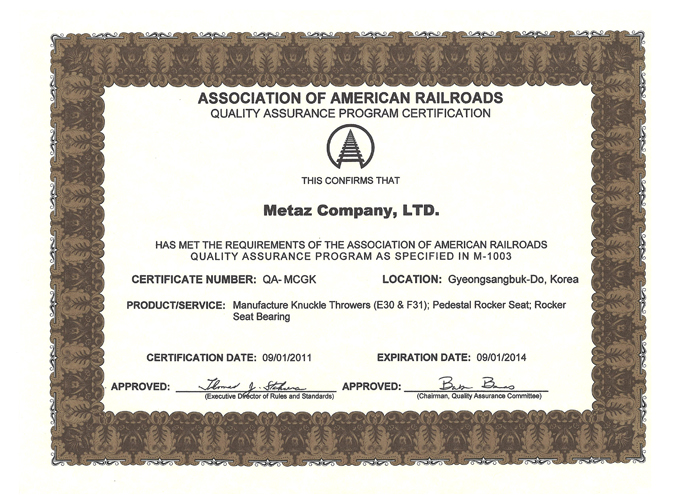 ASSOCIATION OF AMERICAN RAILROADS
QUALITY ASSURANCE PROGRAM CERTIFICATION
THIS CONFIRMS THAT
Metaz Company, LTD.
HAS MET THE REQUIREMENTS OF THE ASSOCIATION OF AMERICAN RAILROADS
QUALITY ASSURANCE PROGRAM AS SPECIFIED IN M-1003
CERTIFICATE NUMBER: QA- MCGK LOCATION: Gyeongsangbuk-Do, Korea
PRODUCT/SERVICE: Manufacture Knuckle Throwers (E30 & F31); Pedestal Rocker Seat; Rocker
Seat Bearing
CERTIFICATION DATE: 09/01/2011 EXPIRATION DATE: 09/01/2014
APPROVED: APPROVED:
(Executive Director of Rules and Standards) (Chairman, Quality Assurance Committee)